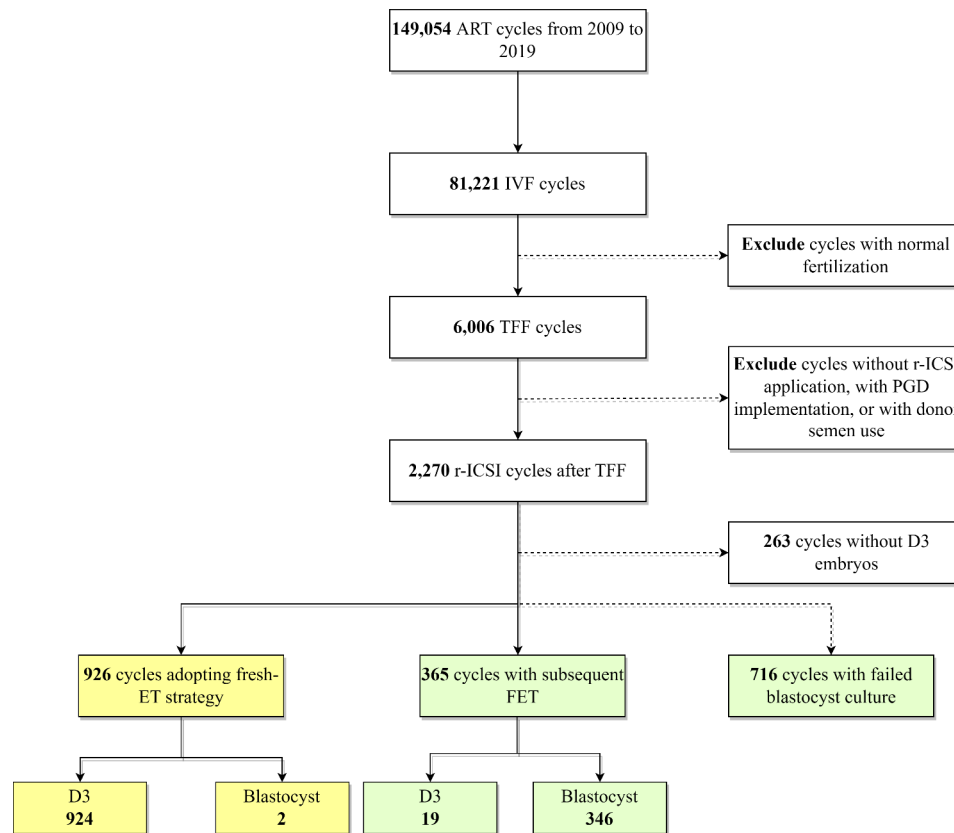 149,054 ART cycles from 2009 to
2019
81,221 IVF cycles
Exclude cycles with normal
fertilization
6,006 TFF cycles
Exclude cycles without r-ICS
application, with PGD
implementation, or with dono
semen use
2,270 r-ICSI cycles after TFF
263 cycles without D3
embryos
926 cycles adopting fresh-
ET strategy
365 cycles with subsequent
FET
716 cycles with failed
blastocyst culture
D3
924
Blastocyst
2
D3
19
Blastocyst
346